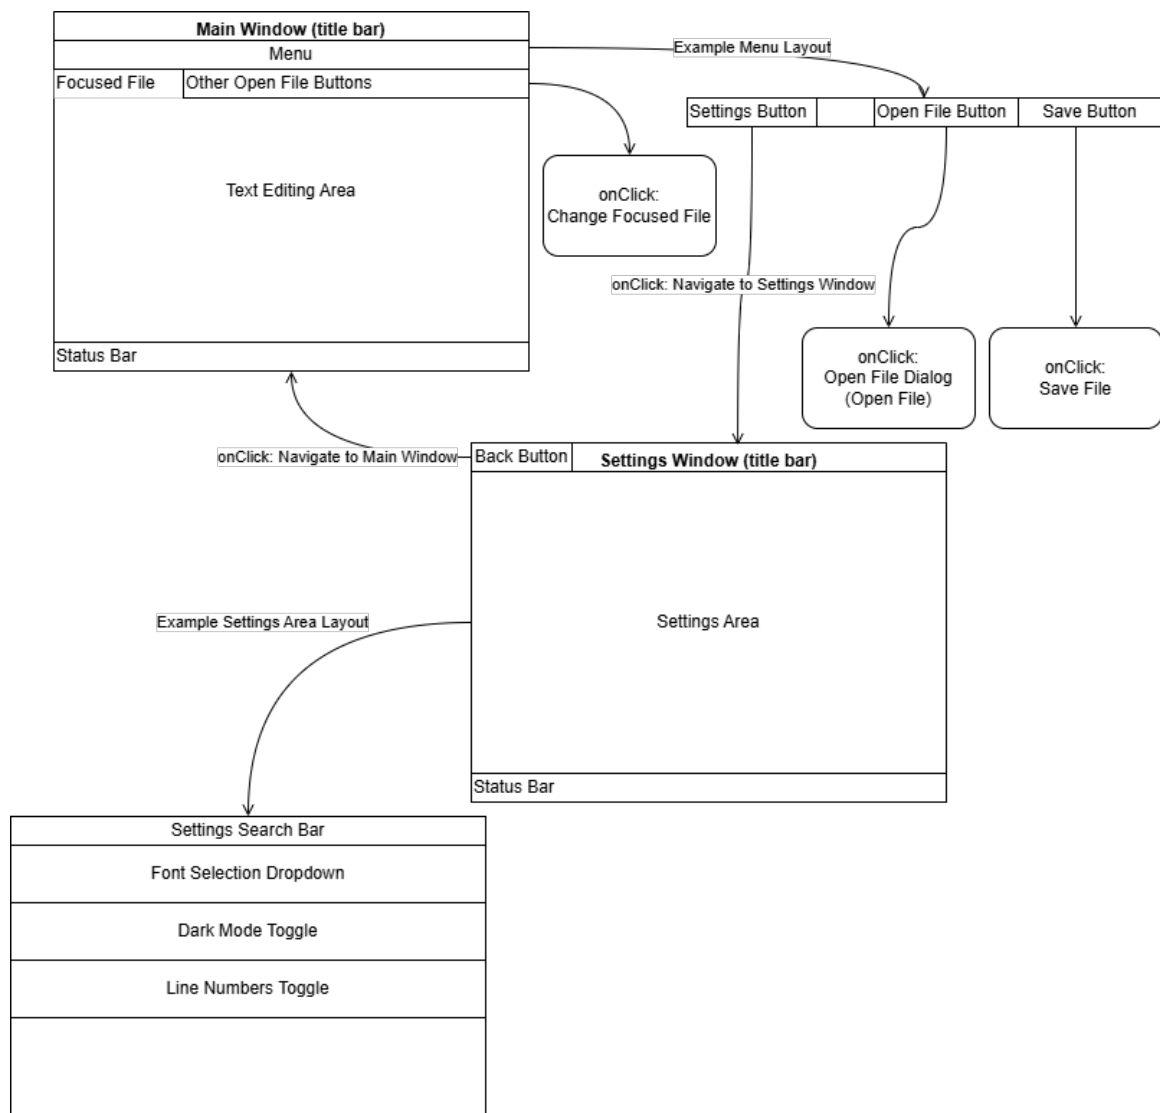 Main Window (title bar)
Menu
Example Menu Layout
Focused File
Other Open File Buttons
Settings Button
Open File Button
Save Button
Text Editing Area
onClick:
Change Focused File
onClick: Navigate to Settings Window
Status Bar
onClick:
Open File Dialog
(Open File)
onClick:
Save File
onClick: Navigate to Main Window
Back Button
Settings Window (title bar)
Example Settings Area Layout
Settings Area
Status Bar
Settings Search Bar
Font Selection Dropdown
Dark Mode Toggle
Line Numbers Toggle